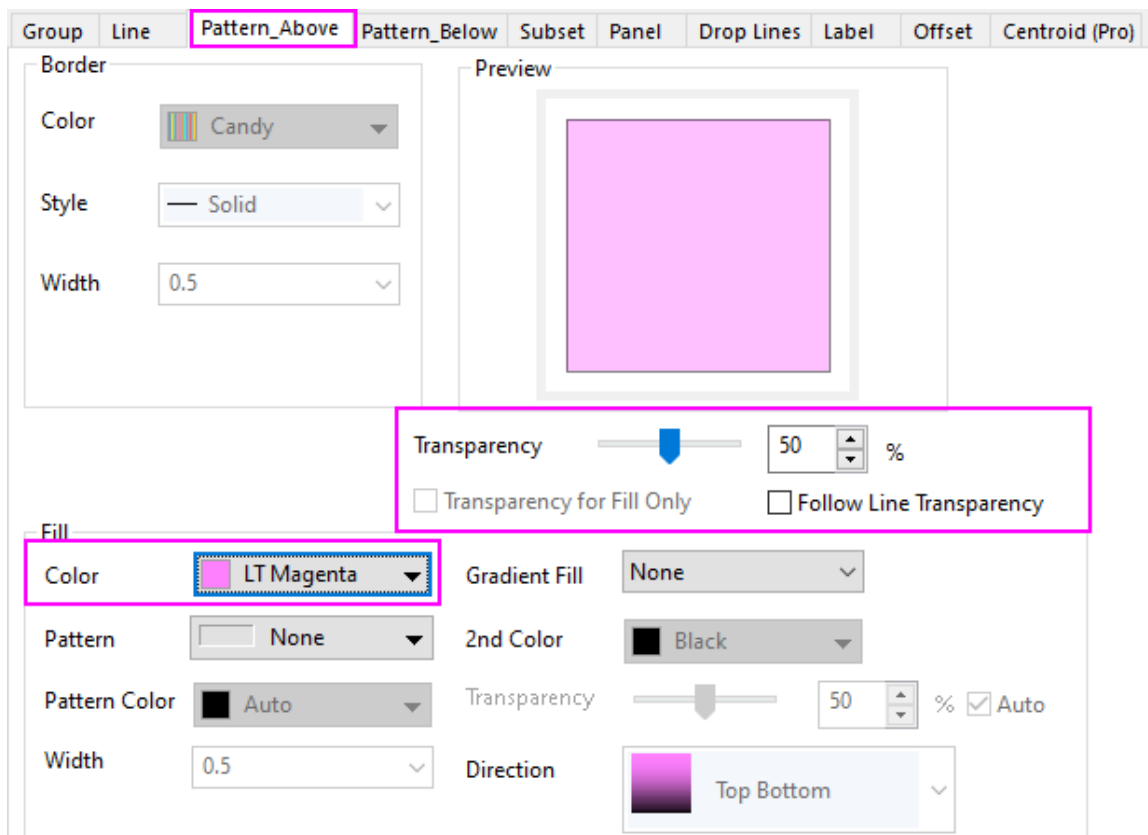 Group Line Pattern_Above Pattern_Below Subset Panel Drop Lines Label Offset Centroid (Pro)
Border
Color Candy
Style Solid
Width 0.5
Preview
Transparency 50 %
Transparency for Fill Only Follow Line Transparency
Fill
Color LT Magenta Gradient Fill None
Pattern None 2nd Color Black
Pattern Color Auto Transparency 50 % Auto
Width 0.5 Direction Top Bottom